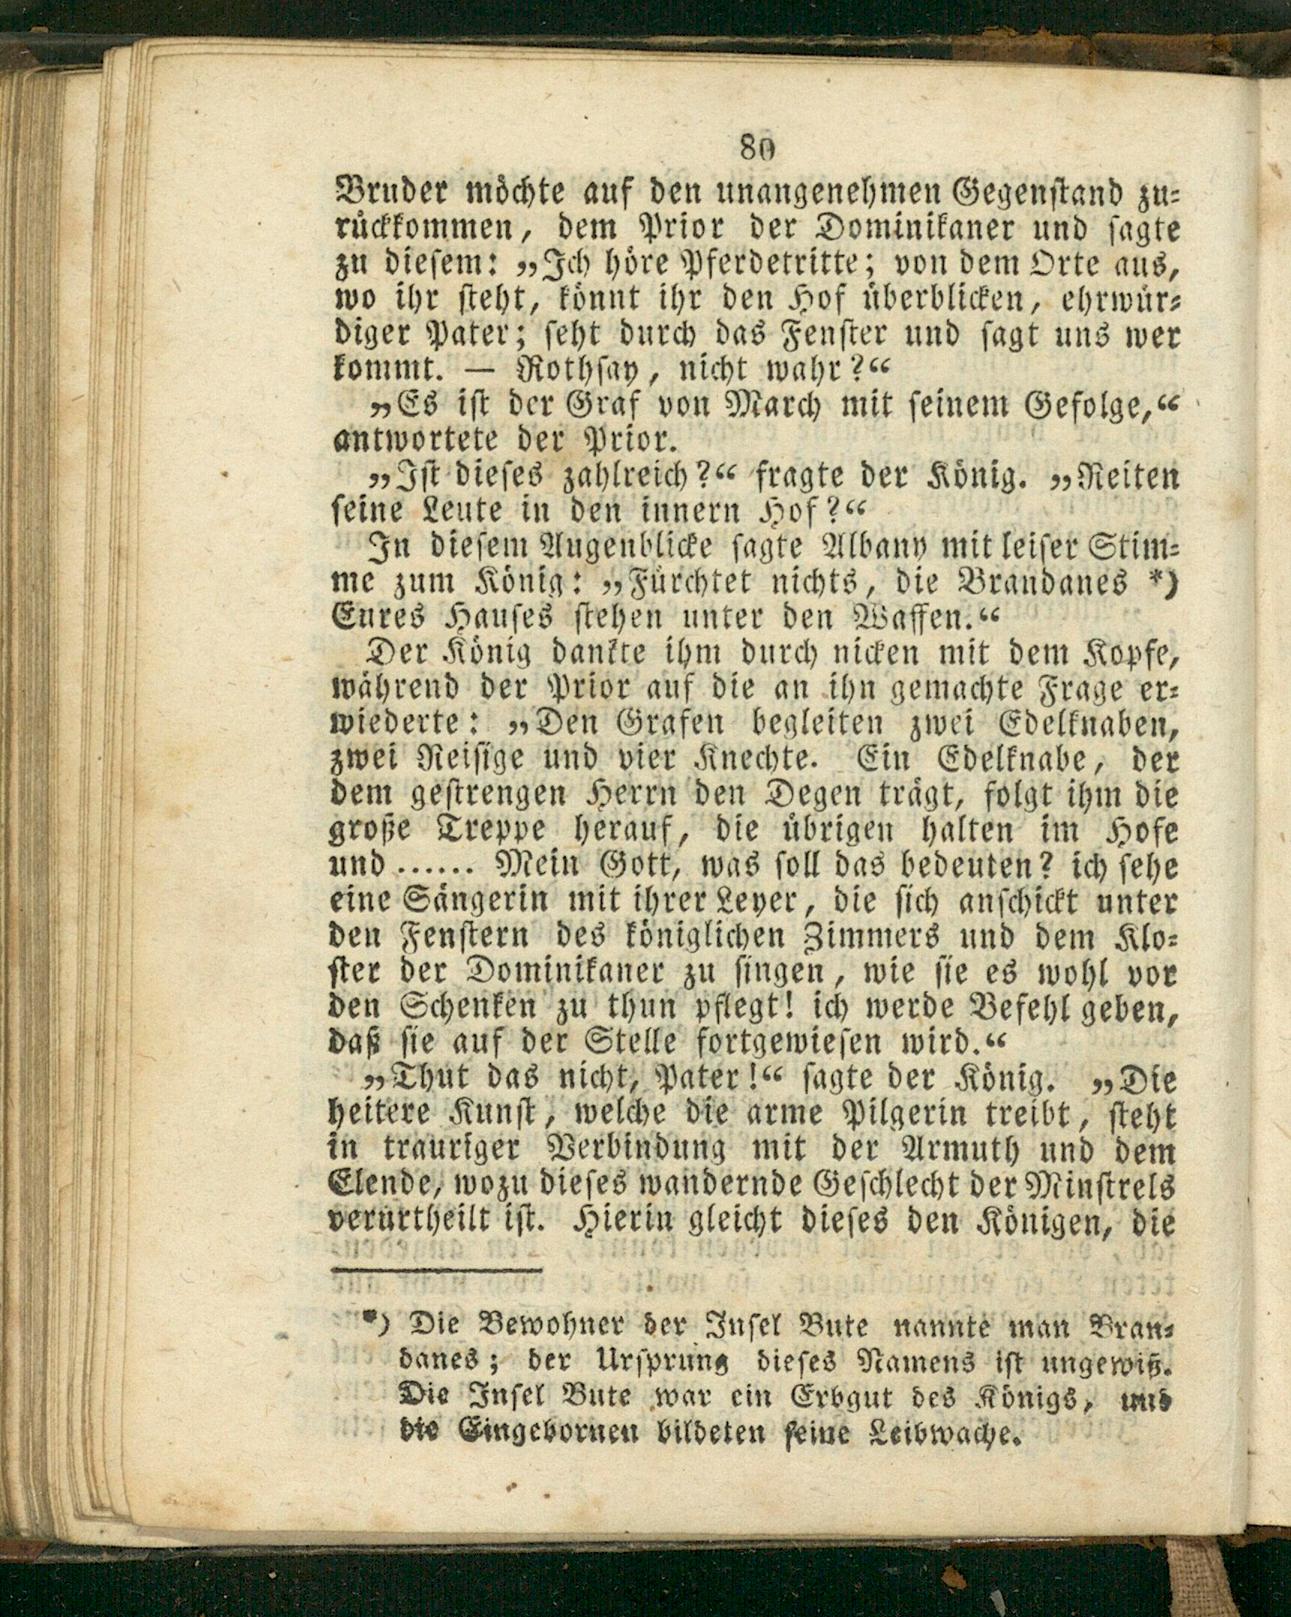 80
Bruder möchte auf den unangenehmen Gegenstand zu-
rückkommen, dem Prior der Dominikaner und sagte
zu diesem: „Ich höre Pferdetritte; von dem Orte aus,
wo ihr steht, könnt ihr den Hof überblicken, ehrwür-
diger Pater; seht durch das Fenster und sagt uns wer
kommt. — Rothsay, nicht wahr?“
„Es ist der Graf von March mit seinem Gefolge,“
antwortete der Prior.
„Ist dieses zahlreich?“ fragte der König. „Reiten
seine Leute in den innern Hof?“
In diesem Augenblicke sagte Albany mit leiser Stim-
me zum König: „Fürchtet nichts, die Brandanes *)
Eures Hauses stehen unter den Waffen.“
Der König dankte ihm durch nicken mit dem Kopfe,
während der Prior auf die an ihn gemachte Frage er-
wiederte: „Den Grafen begleiten zwei Edelknaben,
zwei Reisige und vier Knechte. Ein Edelknabe, der
dem gestrengen Herrn den Degen trägt, folgt ihm die
große Treppe herauf, die übrigen halten im Hofe
und ...... Mein Gott, was soll das bedeuten? ich sehe
eine Sängerin mit ihrer Leyer, die sich anschickt unter
den Fenstern des königlichen Zimmers und dem Klo-
ster der Dominikaner zu singen, wie sie es wohl vor
den Schenken zu thun pflegt! ich werde Befehl geben,
daß sie auf der Stelle fortgewiesen wird.“
„Thut das nicht, Pater!“ sagte der König. „Die
heitere Kunst, welche die arme Pilgerin treibt, steht
in trauriger Verbindung mit der Armuth und dem
Elende, wozu dieses wandernde Geschlecht der Minstrels
verurtheilt ist. Hierin gleicht dieses den Königen, die
*) Die Bewohner der Insel Bute nannte man Bran-
danes; der Ursprung dieses Namens ist ungewiß.
Die Insel Bute war ein Erbgut des Königs, und
die Eingebornen bildeten seine Leibwache.